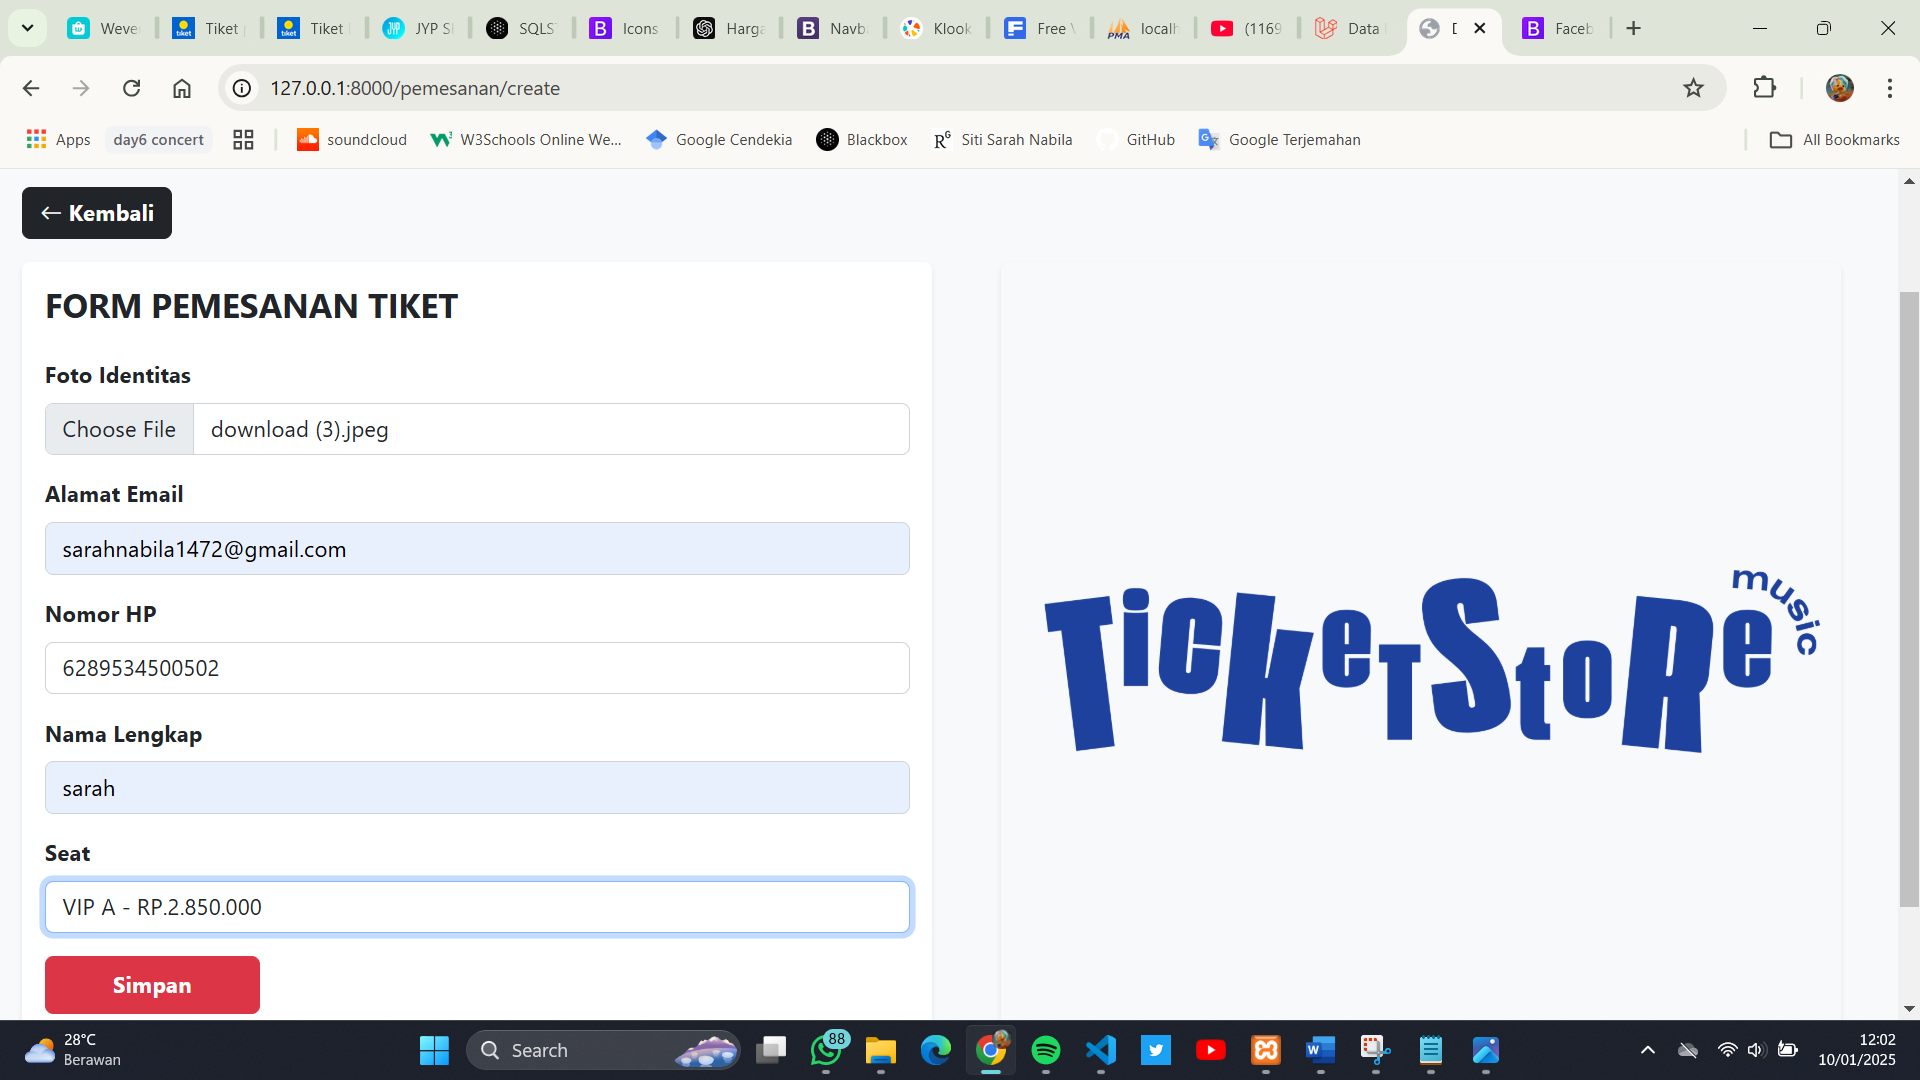 Wever
Tiket
Tiket
JYP S
SQLS
Icons
Harga
Navb
Klook
Free
localh
(1169
Data
Faceb
127.0.0.1:8000/pemesanan/create
Apps
day6 concert
soundcloud
W3Schools Online We...
Google Cendekia
Blackbox
Siti Sarah Nabila
GitHub
Google Terjemahan
All Bookmarks
← Kembali
FORM PEMESANAN TIKET
Foto Identitas
Choose File
download (3).jpeg
Alamat Email
sarahnabila1472@gmail.com
Nomor HP
6289534500502
Nama Lengkap
sarah
Seat
VIP A - RP.2.850.000
Simpan
TicKeTStoRe
music
28°C
Berawan
Search
88
12:02
10/01/2025